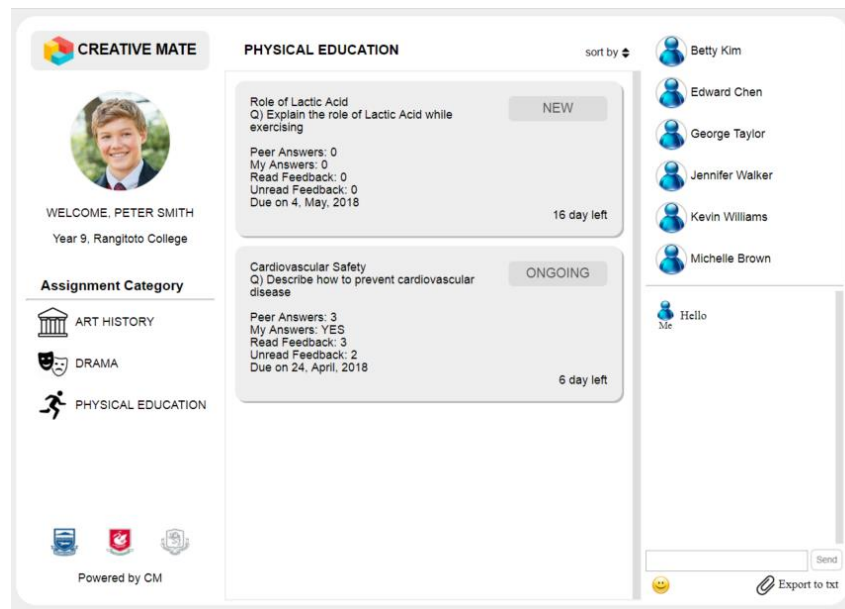 CREATIVE MATE
WELCOME, PETER SMITH
Year 9, Rangitoto College
Assignment Category
ART HISTORY
DRAMA
PHYSICAL EDUCATION
Powered by CM
PHYSICAL EDUCATION
sort by
Role of Lactic Acid
Q) Explain the role of Lactic Acid while
exercising
NEW
Peer Answers: 0
My Answers: 0
Read Feedback: 0
Unread Feedback: 0
Due on 4, May, 2018
16 day left
Cardiovascular Safety
Q) Describe how to prevent cardiovascular
disease
ONGOING
Peer Answers: 3
My Answers: YES
Read Feedback: 3
Unread Feedback: 2
Due on 24, April, 2018
6 day left
Betty Kim
Edward Chen
George Taylor
Jennifer Walker
Kevin Williams
Michelle Brown
Hello
Me
Send
Export to txt